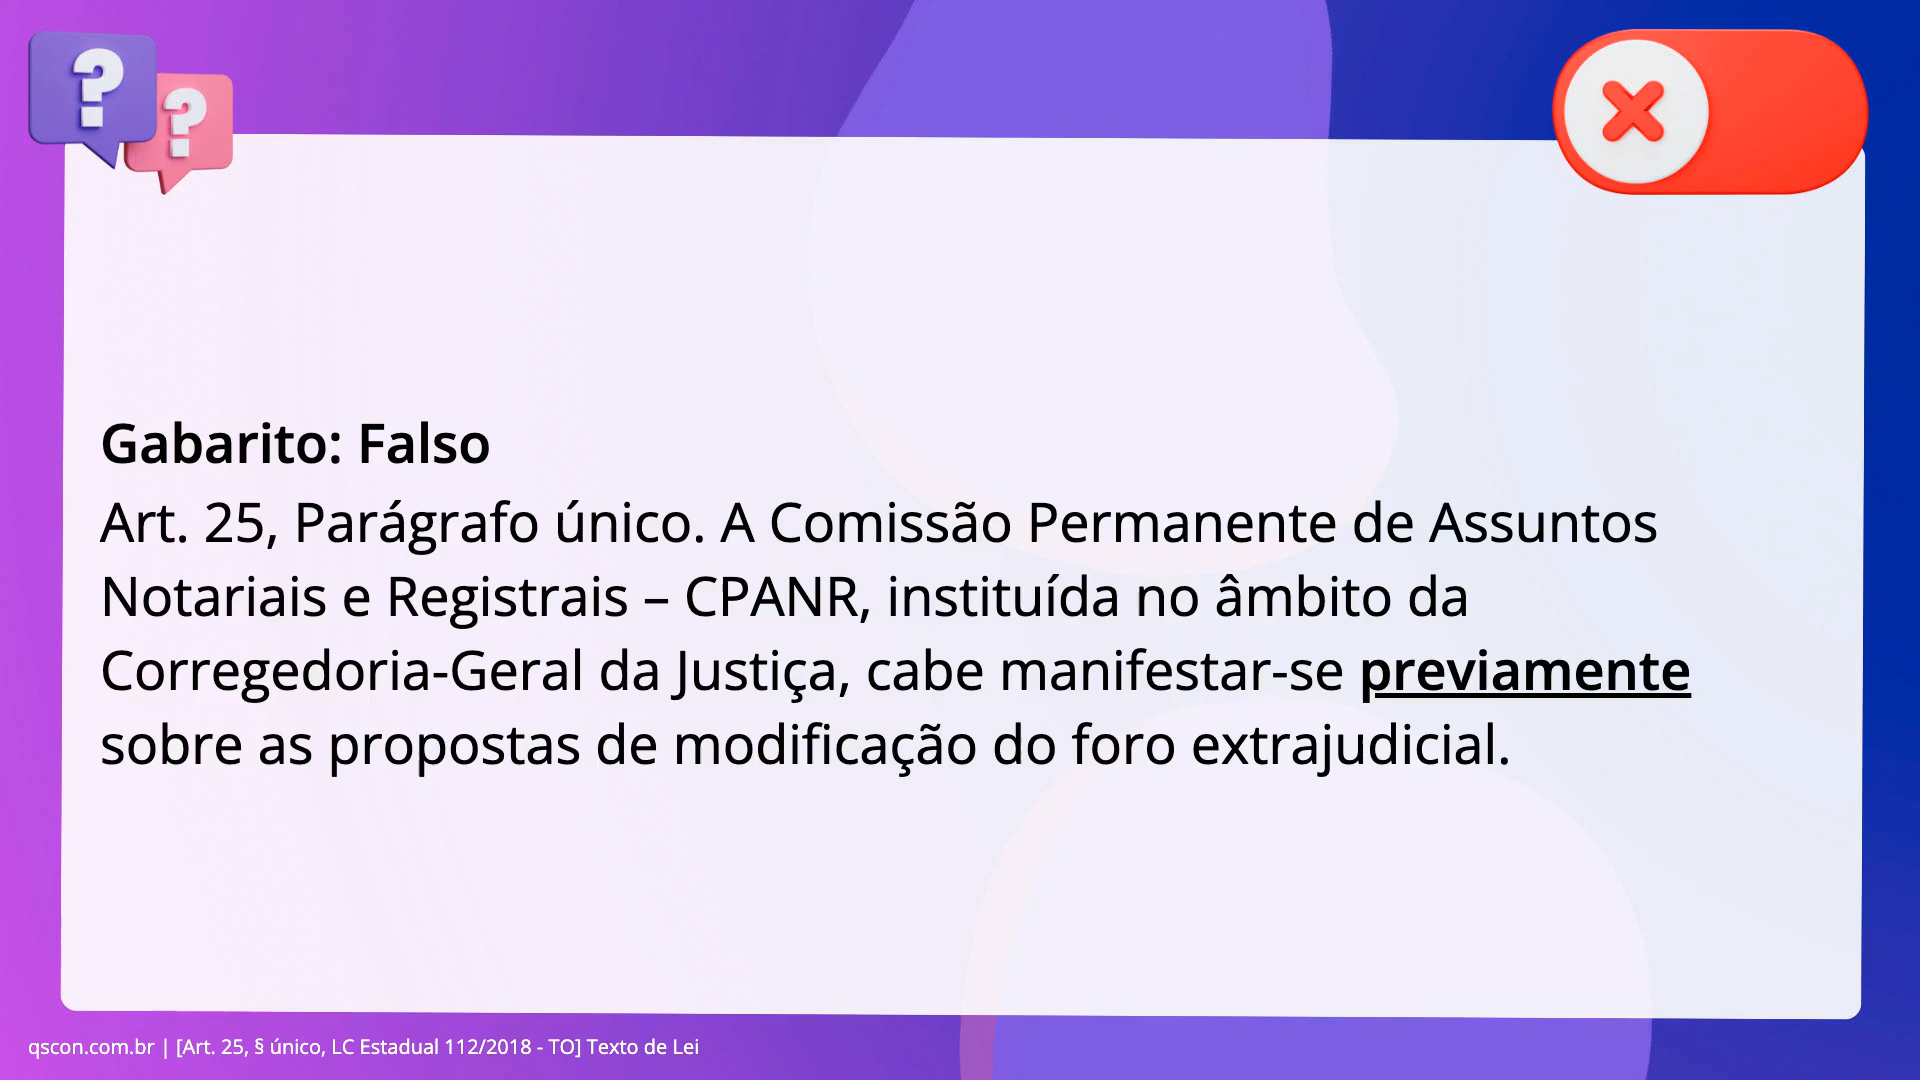 Gabarito: Falso
Art. 25, Parágrafo único. A Comissão Permanente de Assuntos
Notariais e Registrais – CPANR, instituída no âmbito da
Corregedoria-Geral da Justiça, cabe manifestar-se previamente
sobre as propostas de modificação do foro extrajudicial.
qscon.com.br | [Art. 25, § único, LC Estadual 112/2018 - TO] Texto de Lei